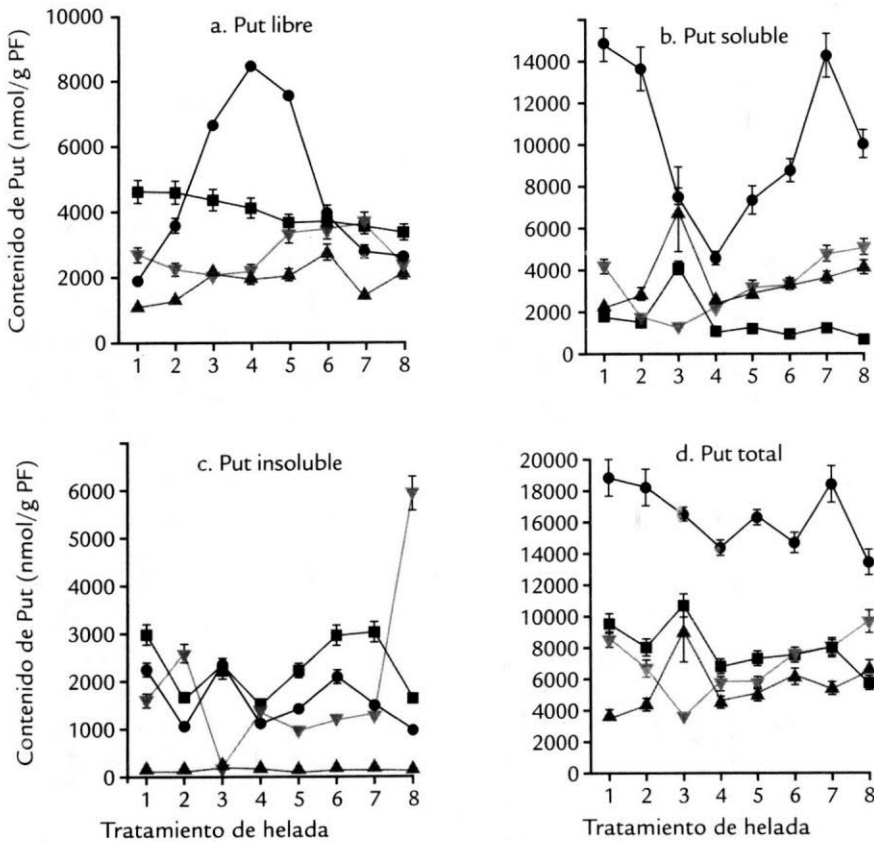 a. Put libre
Contenido de Put (nmol/g PF)
10000
8000
6000
4000
2000
0
1 2 3 4 5 6 7 8
b. Put soluble
14000
12000
10000
8000
6000
4000
2000
0
1 2 3 4 5 6 7 8
c. Put insoluble
Contenido de Put (nmol/g PF)
6000
5000
4000
3000
2000
1000
0
1 2 3 4 5 6 7 8
Tratamiento de helada
d. Put total
20000
18000
16000
14000
12000
10000
8000
6000
4000
2000
0
1 2 3 4 5 6 7 8
Tratamiento de helada